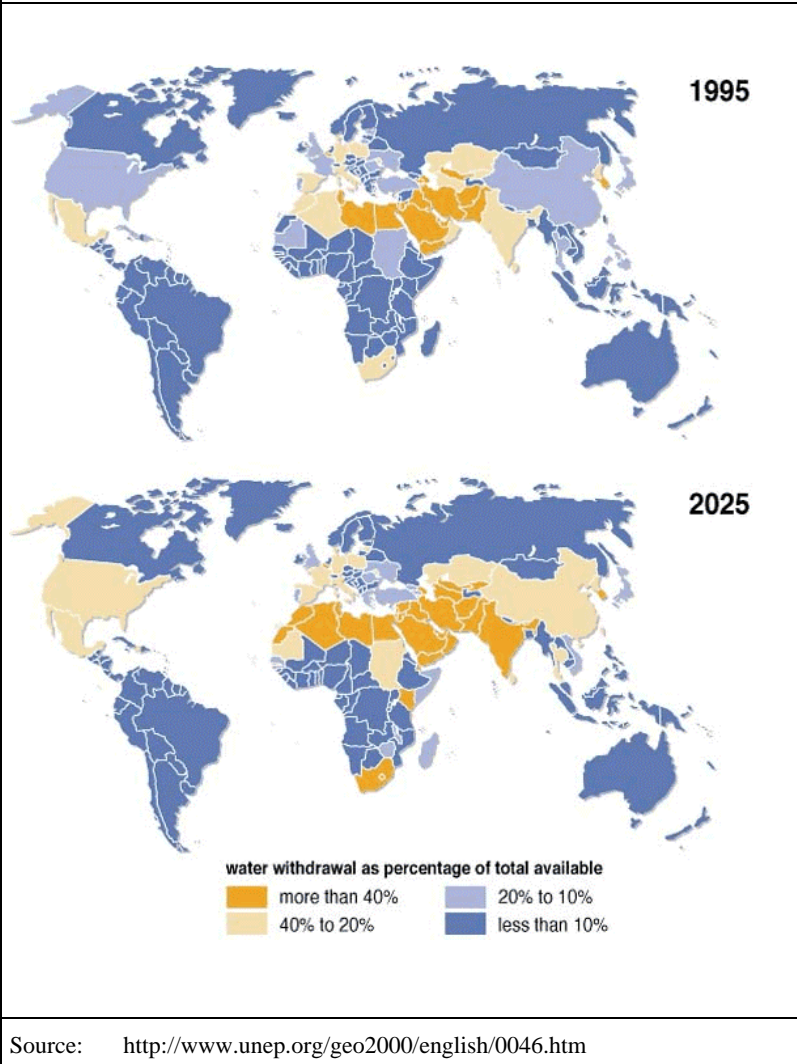 1995
2025
water withdrawal as percentage of total available
more than 40%
20% to 10%
40% to 20%
less than 10%
Source: http://www.unep.org/geo2000/english/0046.htm